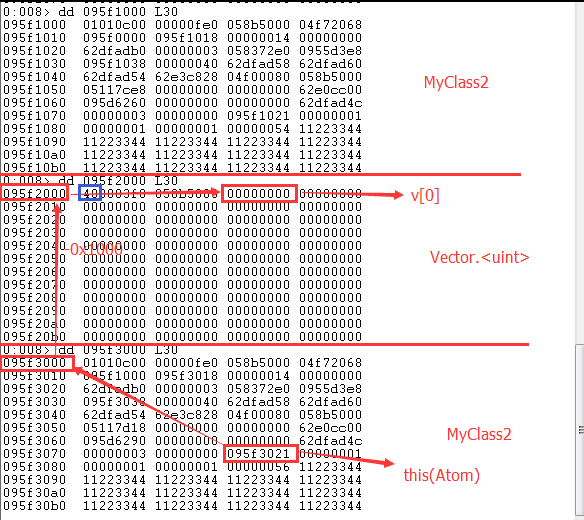 0:008> dd 095f1000 L30
095f1000 01010c00 00000fe0 058b5000 04f72068
095f1010 095f0000 095f1018 00000014 00000000
095f1020 62dfadb0 00000003 058372e0 0955d3e8
095f1030 095f1038 00000040 62dfad58 62dfad60
095f1040 62dfad54 62e3c828 04f00080 058b5000
095f1050 05117ce8 00000000 00000000 62e0cc00
095f1060 095d6260 00000000 00000000 62dfad4c
095f1070 00000003 00000000 095f1021 00000001
095f1080 00000001 00000001 00000054 11223344
095f1090 11223344 11223344 11223344 11223344
095f10a0 11223344 11223344 11223344 11223344
095f10b0 11223344 11223344 11223344 11223344
MyClass2
0:008> dd 095f2000 L30
095f2000 400003f0 058b5000 00000000 00000000
v[0]
095f2010 00000000 00000000 00000000 00000000
095f2020 00000000 00000000 00000000 00000000
095f2030 00000000 00000000 00000000 00000000
095f2040 00000000 00000000 00000000 00000000
095f2050 00000000 00000000 00000000 00000000
0x1000
095f2060 00000000 00000000 00000000 00000000
Vector.<uint>
095f2070 00000000 00000000 00000000 00000000
095f2080 00000000 00000000 00000000 00000000
095f2090 00000000 00000000 00000000 00000000
095f20a0 00000000 00000000 00000000 00000000
095f20b0 00000000 00000000 00000000 00000000
0:008> dd 095f3000 L30
095f3000 01010c00 00000fe0 058b5000 04f72068
095f3010 095f1000 095f3018 00000014 00000000
095f3020 62dfadb0 00000003 058372e0 0955d3e8
095f3030 095f3038 00000040 62dfad58 62dfad60
095f3040 62dfad54 62e3c828 04f00080 058b5000
095f3050 05117d18 00000000 00000000 62e0cc00
095f3060 095d6290 00000000 00000000 62dfad4c
095f3070 00000003 00000000 095f3021 00000001
095f3080 00000001 00000001 00000056 11223344
095f3090 11223344 11223344 11223344 11223344
095f30a0 11223344 11223344 11223344 11223344
095f30b0 11223344 11223344 11223344 11223344
MyClass2
this(Atom)